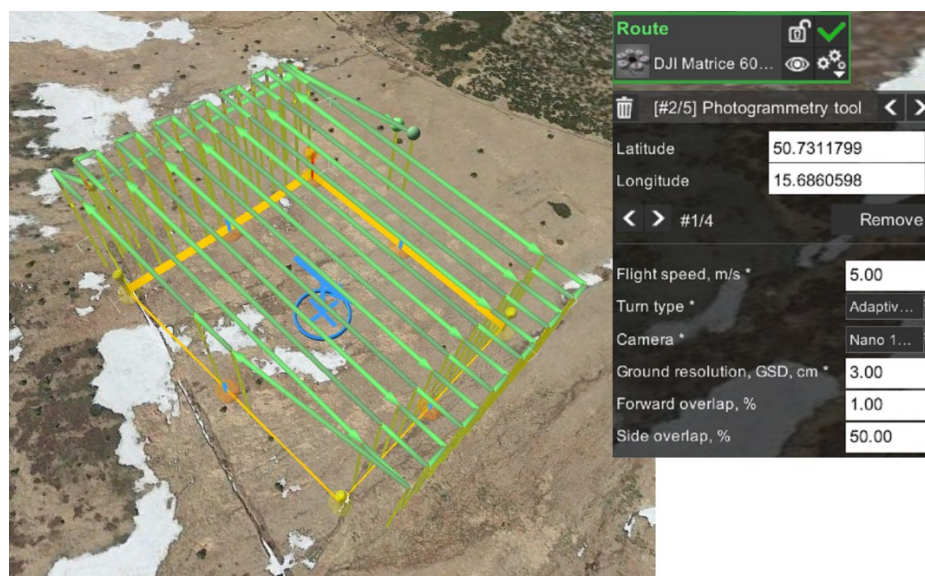 Route
DJI Matrice 60...
[#2/5] Photogrammetry tool
Latitude 50.7311799
Longitude 15.6860598
#1/4 Remove
Flight speed, m/s * 5.00
Turn type * Adaptiv...
Camera * Nano 1...
Ground resolution, GSD, cm * 3.00
Forward overlap, % 1.00
Side overlap, % 50.00